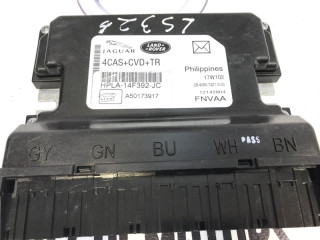 LS326
JAGUAR
LAND- ROVER
4CAS+CVD+TR
Philippines
17W102
HPLA-14F392-JC
A50173917
FNVAA
GY GN BU WH PASS BN